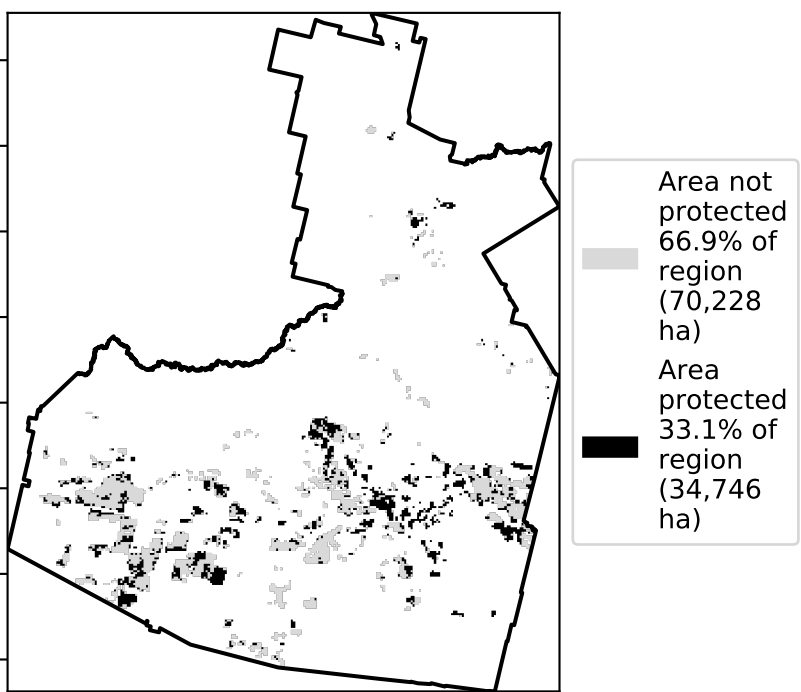 Area not
protected
66.9% of
region
(70,228
ha)
Area
protected
33.1% of
region
(34,746
ha)